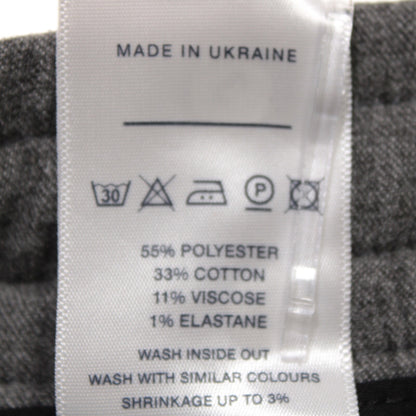 MADE IN UKRAINE
30
P
55% POLYESTER
33% COTTON
11% VISCOSE
1% ELASTANE
WASH INSIDE OUT
WASH WITH SIMILAR COLOURS
SHRINKAGE UP TO 3%